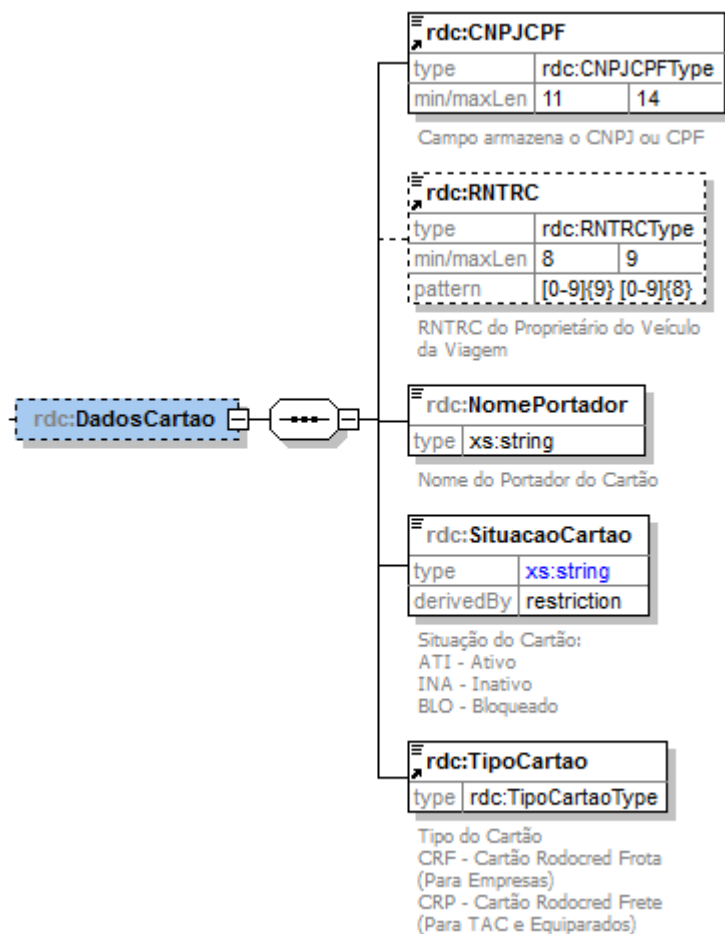 rdc:CNPJCPF
type rdc:CNPJCPFType
min/maxLen 11 14
Campo armazena o CNPJ ou CPF
rdc:RNTRC
type rdc:RNTRCType
min/maxLen 8 9
pattern [0-9]{9} [0-9]{8}
RNTRC do Proprietário do Veículo
da Viagem
rdc:DadosCartao
rdc:NomePortador
type xs:string
Nome do Portador do Cartão
rdc:SituacaoCartao
type xs:string
derivedBy restriction
Situação do Cartão:
ATI - Ativo
INA - Inativo
BLO - Bloqueado
rdc:TipoCartao
type rdc:TipoCartaoType
Tipo do Cartão
CRF - Cartão Rodocred Frota
(Para Empresas)
CRP - Cartão Rodocred Frete
(Para TAC e Equiparados)